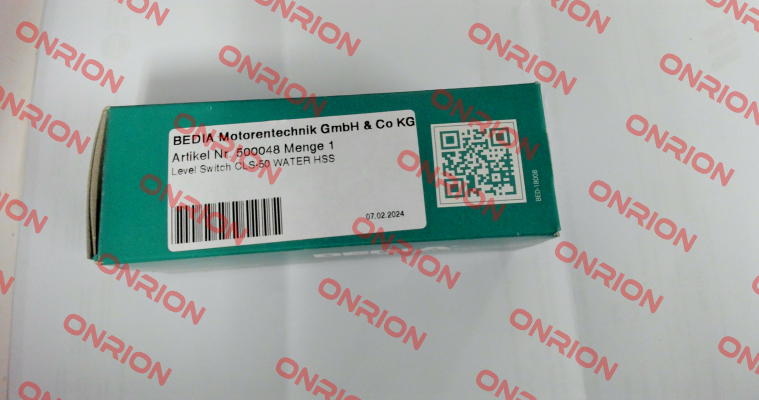 BEDIA Motorentechnik GmbH & Co KG
Artikel Nr. 500048 Menge 1
Level Switch CLS-50 WATER HSS
07.02.2024
BED-18008
BEDIA
ONRION